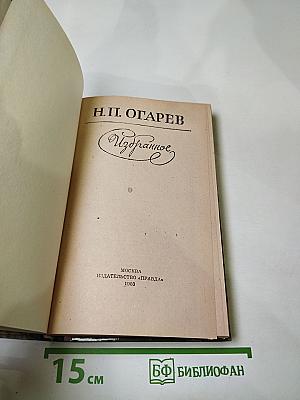 Н.П. ОГАРЕВ
Избранное
МОСКВА
ИЗДАТЕЛЬСТВО «ПРАВДА»
15 см
БФ БИБЛИОФАН